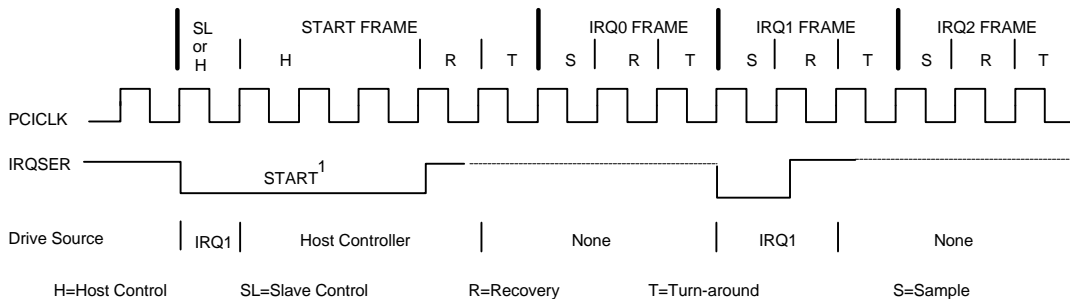 SL
or
H
START FRAME
IRQ0 FRAME
IRQ1 FRAME
IRQ2 FRAME
H
R
T
S
R
T
S
R
T
S
R
T
PCICLK
IRQSER
START1
Drive Source
IRQ1
Host Controller
None
IRQ1
None
H=Host Control
SL=Slave Control
R=Recovery
T=Turn-around
S=Sample